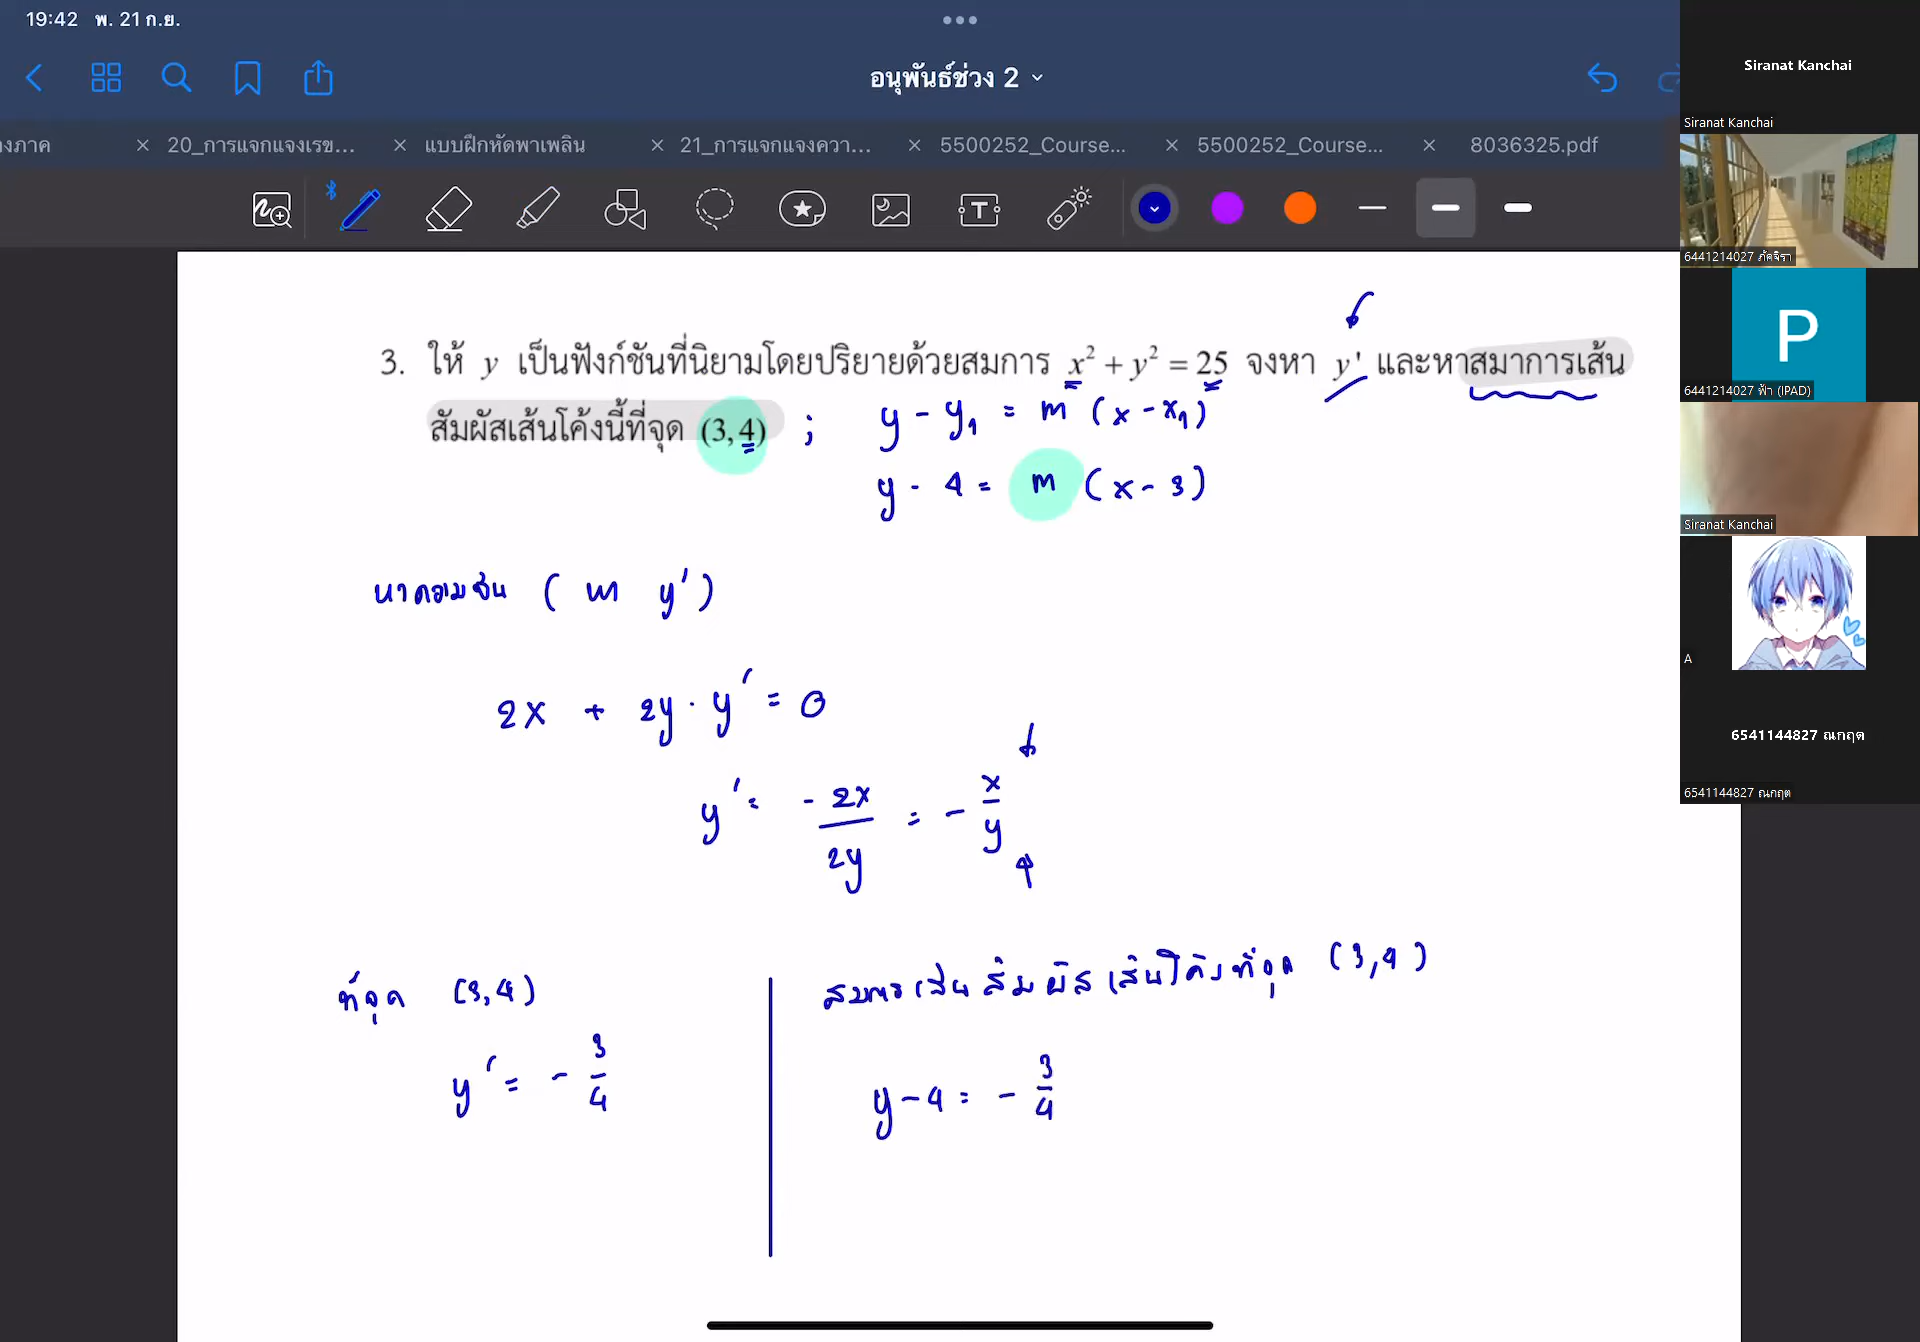 19:42 พ. 21 ก.ย.
อนุพันธ์ช่วง 2
งภาค
20_การแจกแจงเรข...
แบบฝึกหัดพาเพลิน
21_การแจกแจงควา...
5500252_Course...
5500252_Course...
8036325.pdf
3. ให้ y เป็นฟังก์ชันที่นิยามโดยปริยายด้วยสมการ x² + y² = 25 จงหา y' และหาสมาการเส้น
สัมผัสเส้นโค้งนี้ที่จุด (3, 4) ; y - y₁ = m (x - x₁)
y - 4 = m (x - 3)
หาความชัน ( หา y' )
2x + 2y · y' = 0
y' = - 2x / 2y = - x / y
ที่จุด (3,4)
y' = - 3/4
สมการเส้นสัมผัสเส้นโค้งที่จุด (3,4)
y - 4 = - 3/4
Siranat Kanchai
Siranat Kanchai
6441214027 ภัคจิรา
P
6441214027 ฟ้า (IPAD)
Siranat Kanchai
A
6541144827 ณกฤต
6541144827 ณกฤต